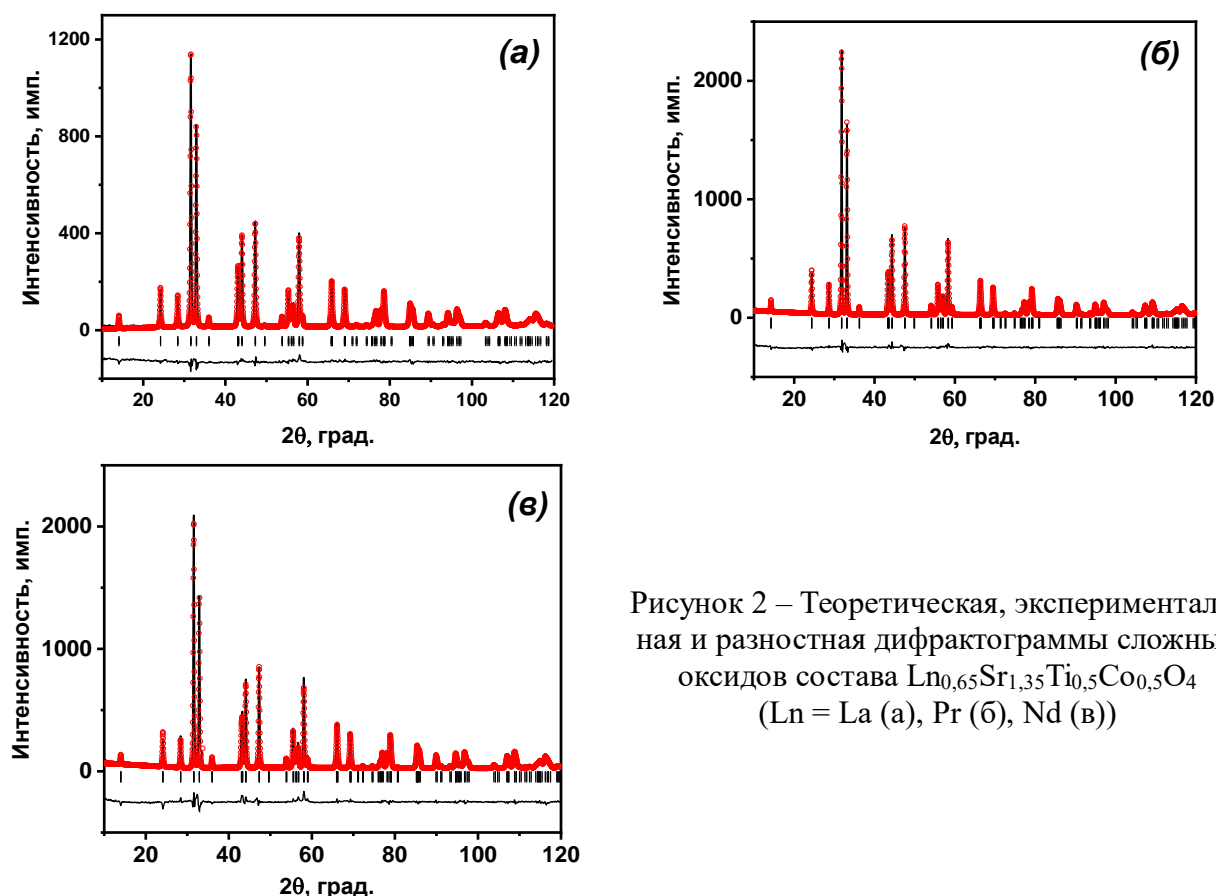 (а)
Интенсивность, имп.
1200
800
400
0
20 40 60 80 100 120
2θ, град.
(б)
Интенсивность, имп.
2000
1000
0
20 40 60 80 100 120
2θ, град.
(в)
Интенсивность, имп.
2000
1000
0
20 40 60 80 100 120
2θ, град.
Рисунок 2 – Теоретическая, эксперимента
ная и разностная дифрактограммы сложны
оксидов состава Ln0,65Sr1,35Ti0,5Co0,5O4
(Ln = La (а), Pr (б), Nd (в))